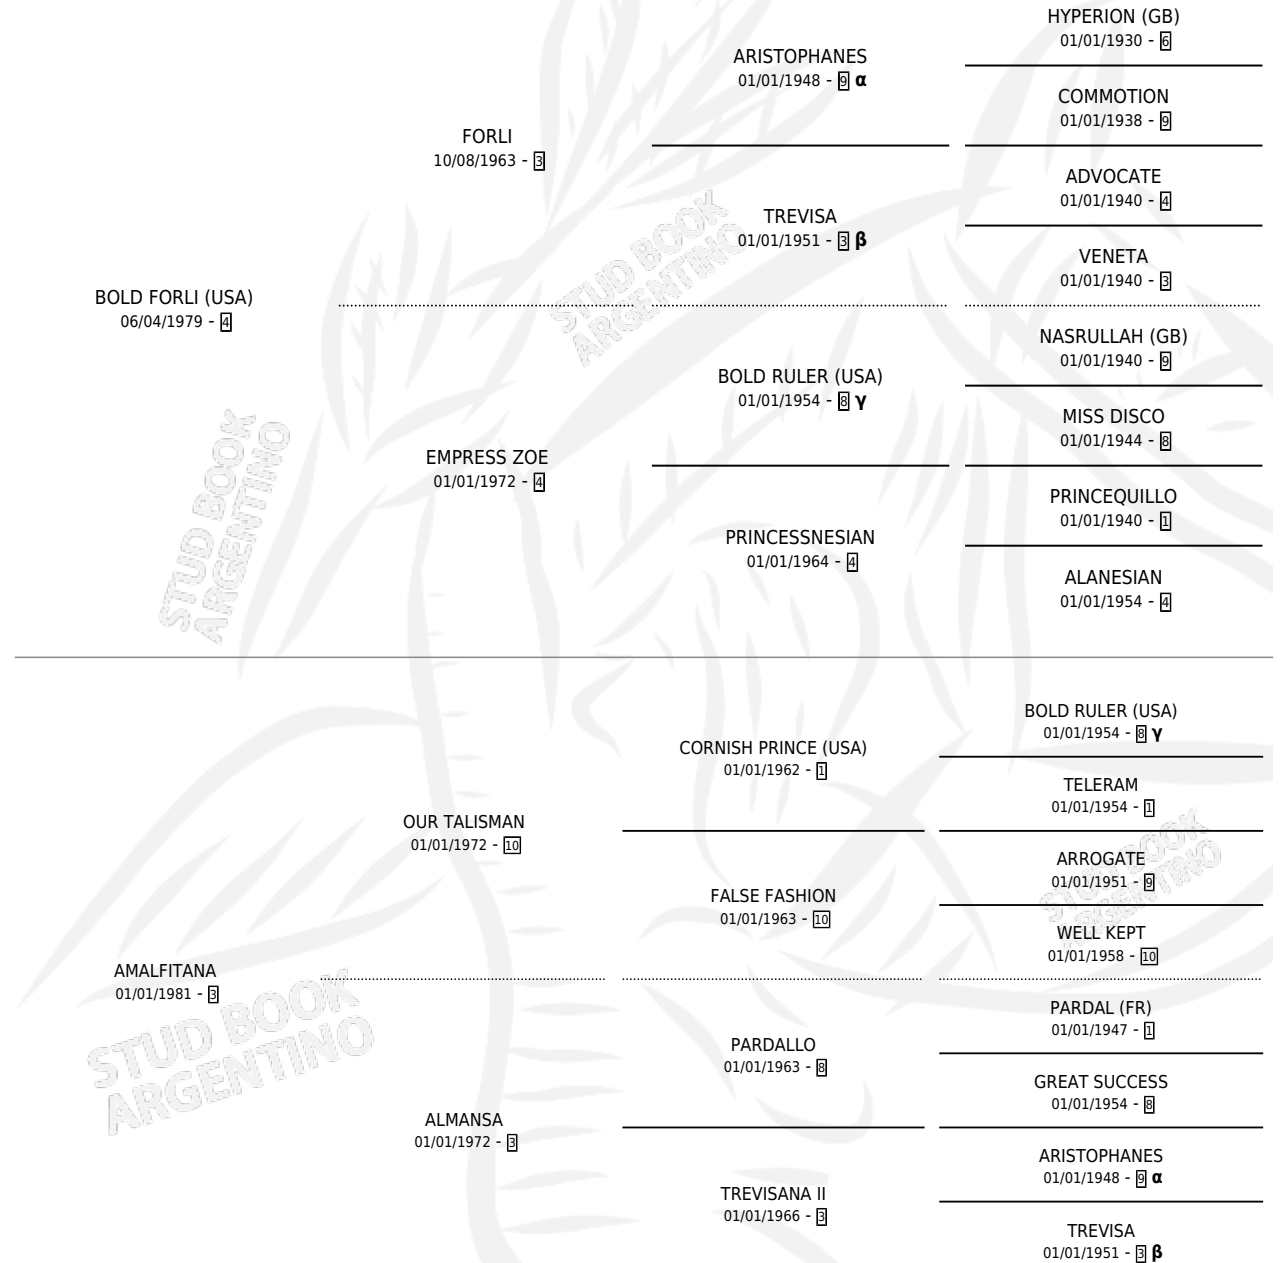 HYPERION (GB)
01/01/1930 - 6
ARISTOPHANES
01/01/1948 - 9 α
COMMOTION
01/01/1938 - 9
FORLI
10/08/1963 - 3
ADVOCATE
01/01/1940 - 4
TREVISA
01/01/1951 - 3 β
VENETA
01/01/1940 - 3
BOLD FORLI (USA)
06/04/1979 - 4
NASRULLAH (GB)
01/01/1940 - 9
BOLD RULER (USA)
01/01/1954 - 8 γ
MISS DISCO
01/01/1944 - 8
EMPRESS ZOE
01/01/1972 - 4
PRINCEQUILLO
01/01/1940 - 1
PRINCESSNESIAN
01/01/1964 - 4
ALANESIAN
01/01/1954 - 4
BOLD RULER (USA)
01/01/1954 - 8 γ
CORNISH PRINCE (USA)
01/01/1962 - 1
TELERAM
01/01/1954 - 1
OUR TALISMAN
01/01/1972 - 10
ARROGATE
01/01/1951 - 9
FALSE FASHION
01/01/1963 - 10
WELL KEPT
01/01/1958 - 10
AMALFITANA
01/01/1981 - 3
PARDAL (FR)
01/01/1947 - 1
PARDALLO
01/01/1963 - 8
GREAT SUCCESS
01/01/1954 - 8
ALMANSA
01/01/1972 - 3
ARISTOPHANES
01/01/1948 - 9 α
TREVISANA II
01/01/1966 - 3
TREVISA
01/01/1951 - 3 β
STUD BOOK
ARGENTINO
STUD BOOK
ARGENTINO
STUD BOOK
ARGENTINO
STUD BOOK
ARGENTINO